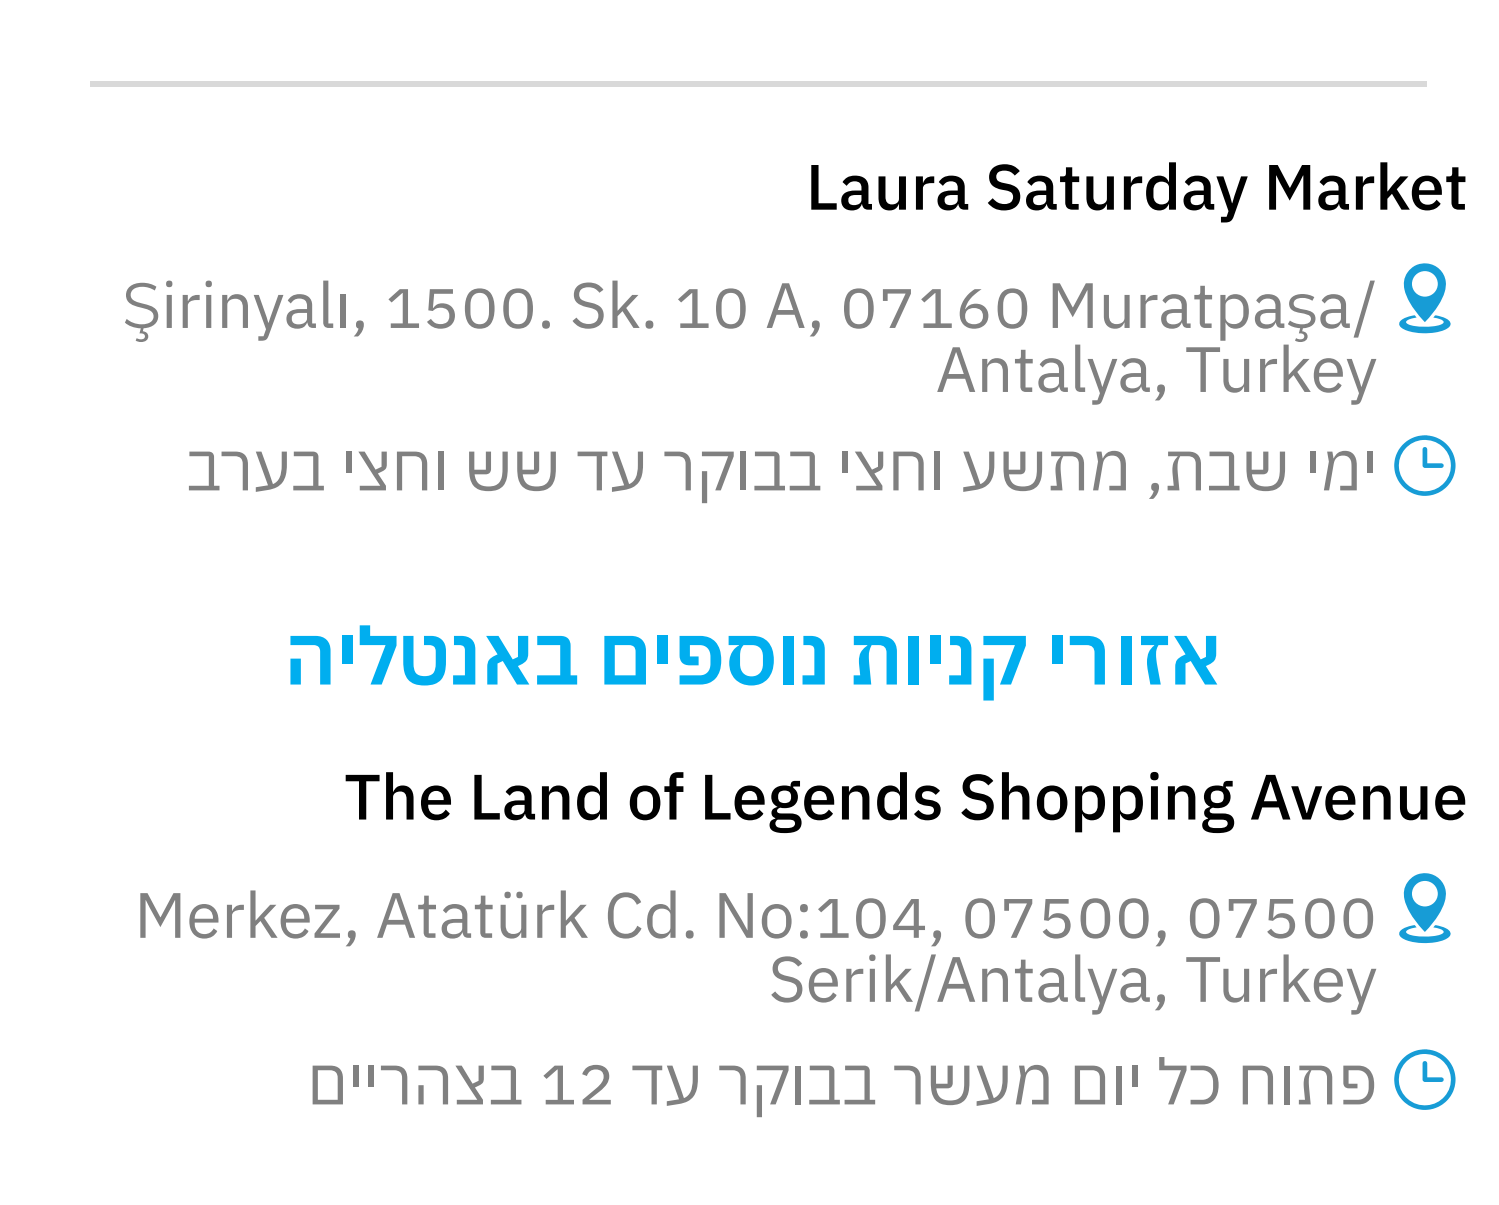 Laura Saturday Market
Şirinyalı, 1500. Sk. 10 A, 07160 Muratpaşa/
Antalya, Turkey
ימי שבת, מתשע וחצי בבוקר עד שש וחצי בערב
אזורי קניות נוספים באנטליה
The Land of Legends Shopping Avenue
Merkez, Atatürk Cd. No:104, 07500, 07500
Serik/Antalya, Turkey
פתוח כל יום מעשר בבוקר עד 12 בצהריים